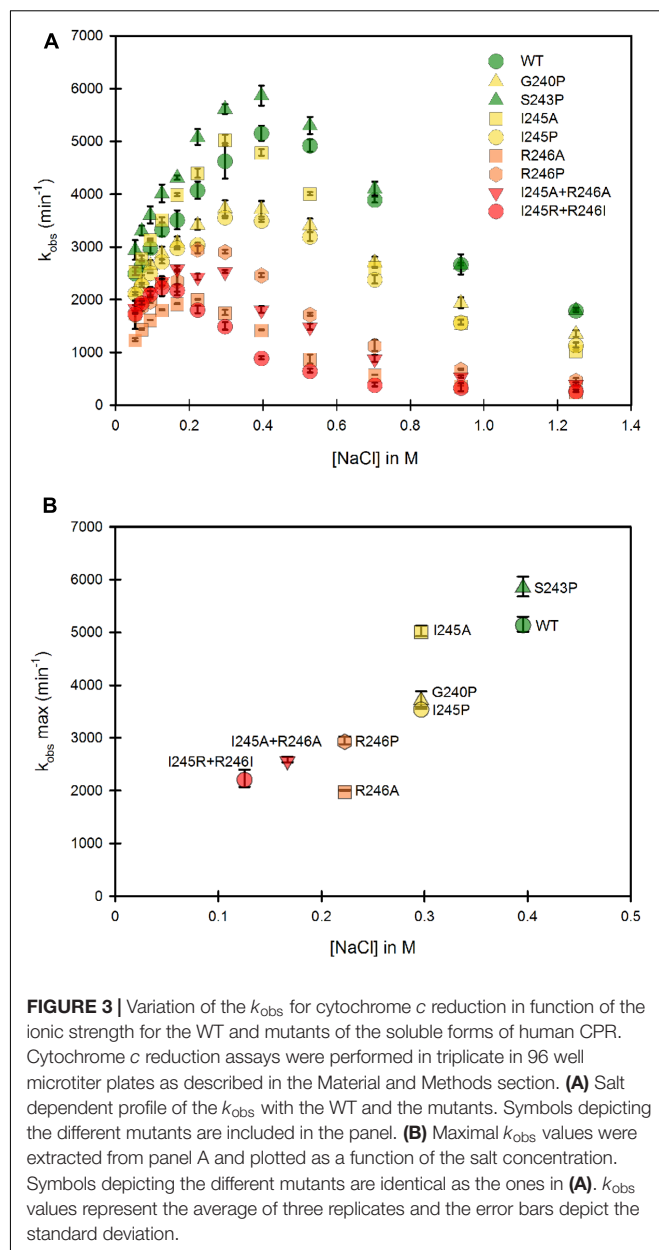 A
7000
6000
5000
4000
3000
2000
1000
0
k_obs (min⁻¹)
WT
G240P
S243P
I245A
I245P
R246A
R246P
I245A+R246A
I245R+R246I
0.0 0.2 0.4 0.6 0.8 1.0 1.2 1.4
[NaCl] in M
B
7000
6000
5000
4000
3000
2000
1000
0
k_obs max (min⁻¹)
S243P
WT
I245A
G240P
I245P
I245A+R246A
R246P
I245R+R246I
R246A
0 0.1 0.2 0.3 0.4 0.5
[NaCl] in M
FIGURE 3 | Variation of the k_obs for cytochrome c reduction in function of the
ionic strength for the WT and mutants of the soluble forms of human CPR.
Cytochrome c reduction assays were performed in triplicate in 96 well
microtiter plates as described in the Material and Methods section. (A) Salt
dependent profile of the k_obs with the WT and the mutants. Symbols depicting
the different mutants are included in the panel. (B) Maximal k_obs values were
extracted from panel A and plotted as a function of the salt concentration.
Symbols depicting the different mutants are identical as the ones in (A). k_obs
values represent the average of three replicates and the error bars depict the
standard deviation.